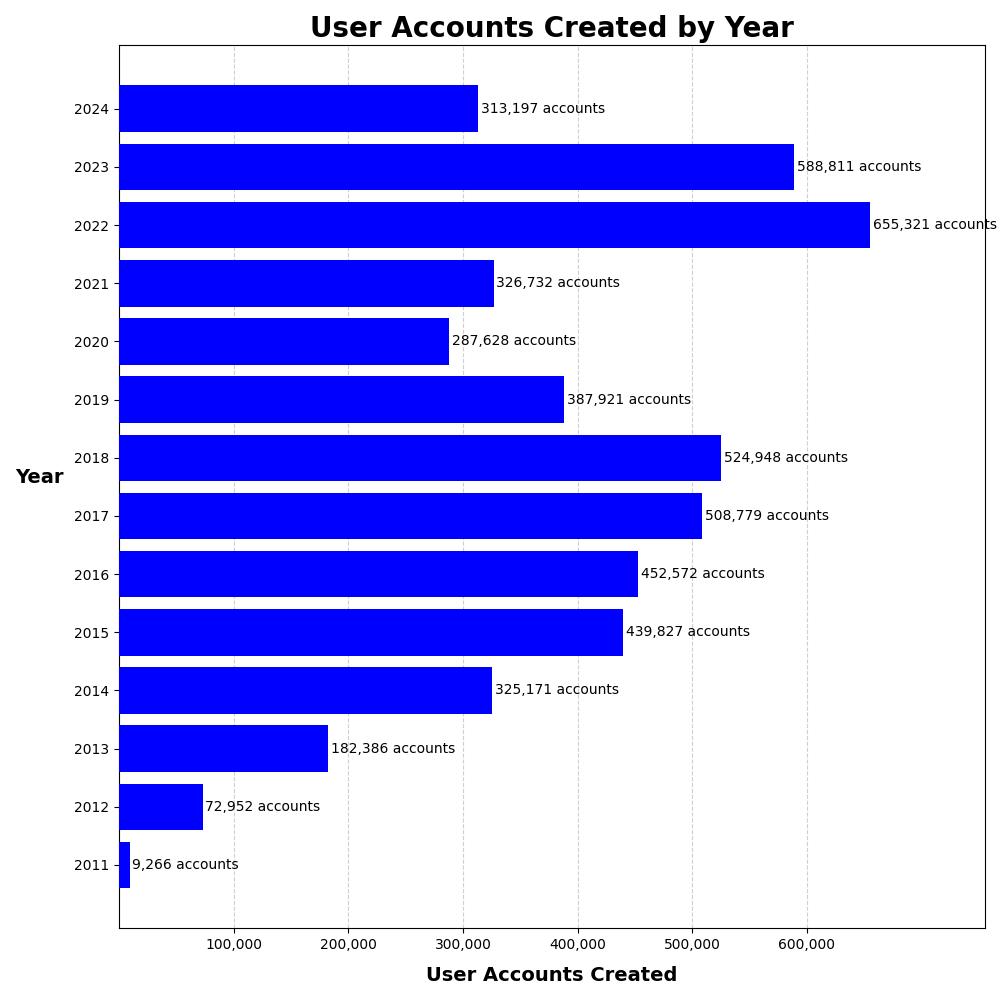 User Accounts Created by Year
2024 313,197 accounts
2023 588,811 accounts
2022 655,321 accounts
2021 326,732 accounts
2020 287,628 accounts
2019 387,921 accounts
2018 524,948 accounts
Year
2017 508,779 accounts
2016 452,572 accounts
2015 439,827 accounts
2014 325,171 accounts
2013 182,386 accounts
2012 72,952 accounts
2011 9,266 accounts
100,000 200,000 300,000 400,000 500,000 600,000
User Accounts Created